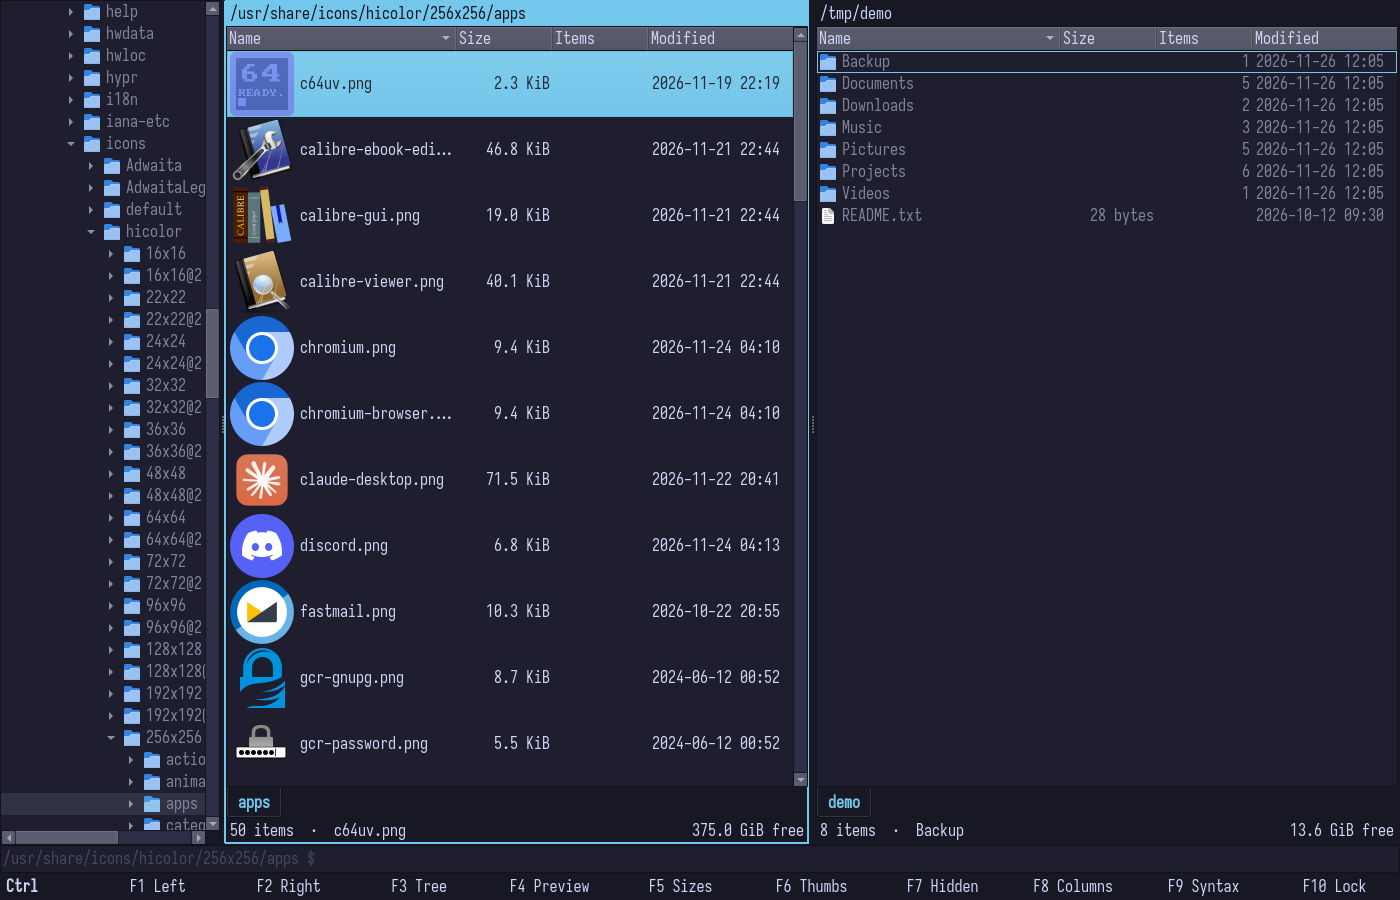 help
hwdata
hwloc
hypr
i18n
iana-etc
icons
Adwaita
AdwaitaLeg
default
hicolor
16x16
16x16@2
22x22
22x22@2
24x24
24x24@2
32x32
32x32@2
36x36
36x36@2
48x48
48x48@2
64x64
64x64@2
72x72
72x72@2
96x96
96x96@2
128x128
128x128@
192x192
192x192@
256x256
actio
anima
apps
categ
/usr/share/icons/hicolor/256x256/apps
Name Size Items Modified
64 READY.
c64uv.png 2.3 KiB 2026-11-19 22:19
calibre-ebook-edi... 46.8 KiB 2026-11-21 22:44
CALIBRE
calibre-gui.png 19.0 KiB 2026-11-21 22:44
calibre-viewer.png 40.1 KiB 2026-11-21 22:44
chromium.png 9.4 KiB 2026-11-24 04:10
chromium-browser.... 9.4 KiB 2026-11-24 04:10
claude-desktop.png 71.5 KiB 2026-11-22 20:41
discord.png 6.8 KiB 2026-11-24 04:13
fastmail.png 10.3 KiB 2026-10-22 20:55
gcr-gnupg.png 8.7 KiB 2024-06-12 00:52
gcr-password.png 5.5 KiB 2024-06-12 00:52
apps
50 items · c64uv.png 375.0 GiB free
/tmp/demo
Name Size Items Modified
Backup 1 2026-11-26 12:05
Documents 5 2026-11-26 12:05
Downloads 2 2026-11-26 12:05
Music 3 2026-11-26 12:05
Pictures 5 2026-11-26 12:05
Projects 6 2026-11-26 12:05
Videos 1 2026-11-26 12:05
README.txt 28 bytes 2026-10-12 09:30
demo
8 items · Backup 13.6 GiB free
/usr/share/icons/hicolor/256x256/apps $
Ctrl F1 Left F2 Right F3 Tree F4 Preview F5 Sizes F6 Thumbs F7 Hidden F8 Columns F9 Syntax F10 Lock